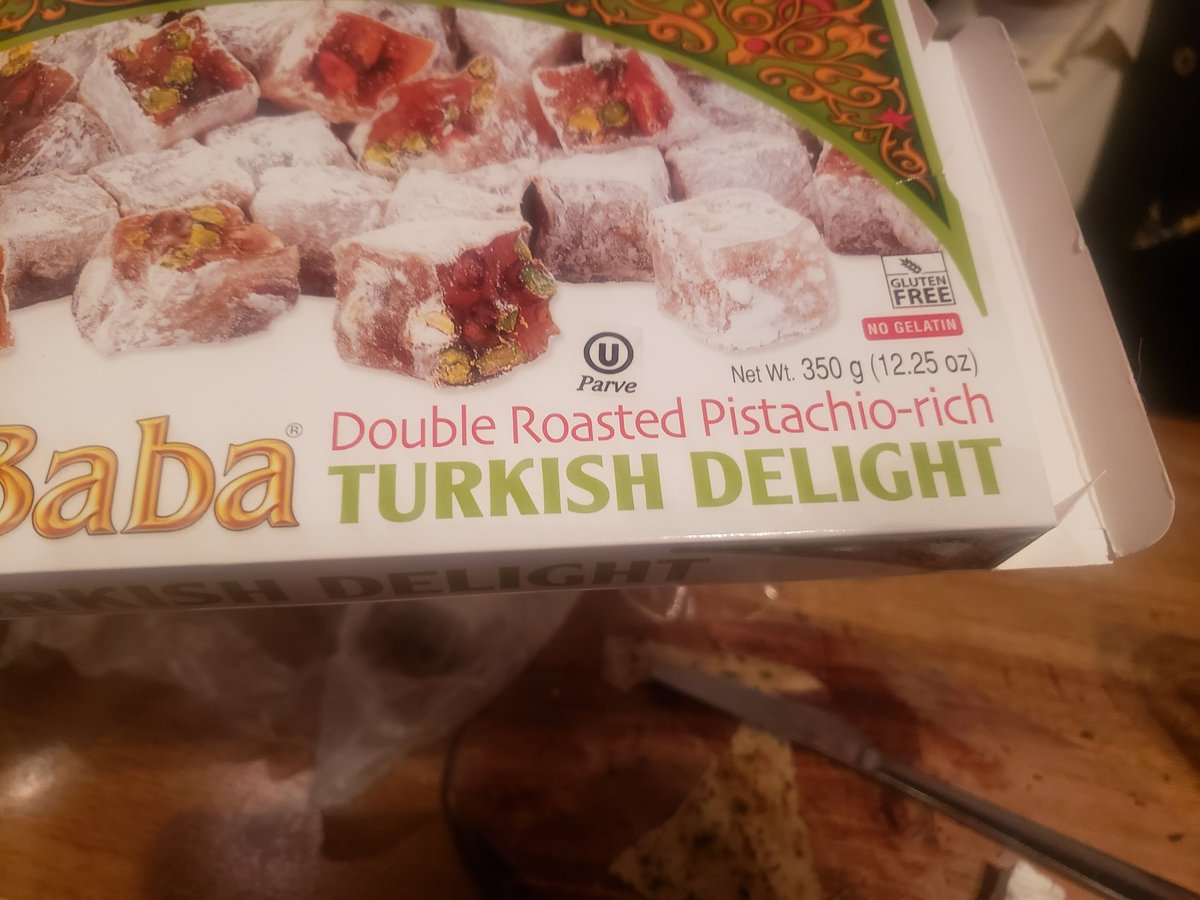 GLUTEN
FREE
NO GELATIN
U
Parve
Net Wt. 350 g (12.25 oz)
Baba®
Double Roasted Pistachio-rich
TURKISH DELIGHT
RKISH DELIGHT